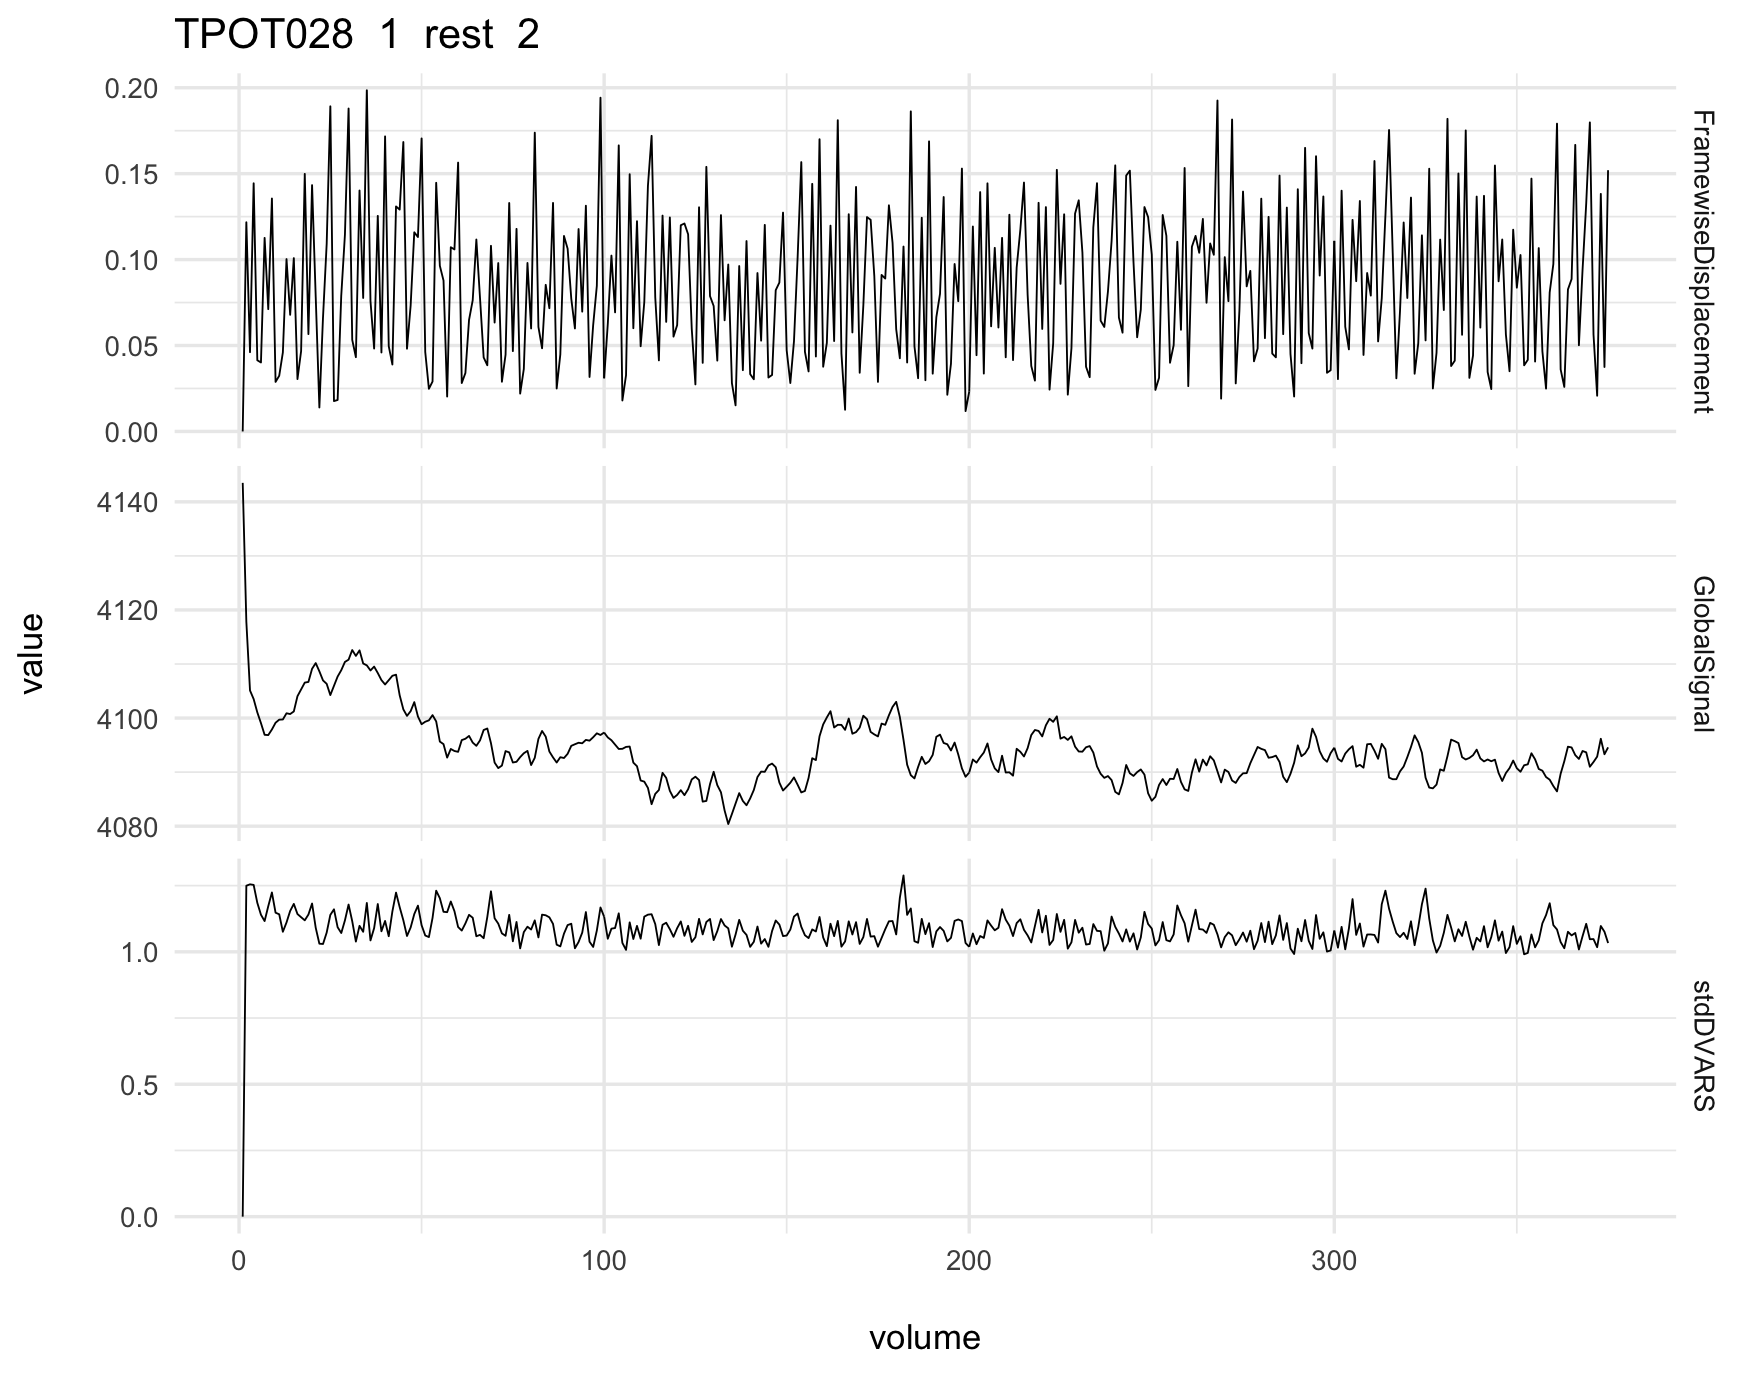 TPOT028 1 rest 2
0.20
0.15
0.10
0.05
0.00
FramewiseDisplacement
4140
4120
4100
4080
GlobalSignal
value
1.0
0.5
0.0
stdDVARS
0 100 200 300
volume